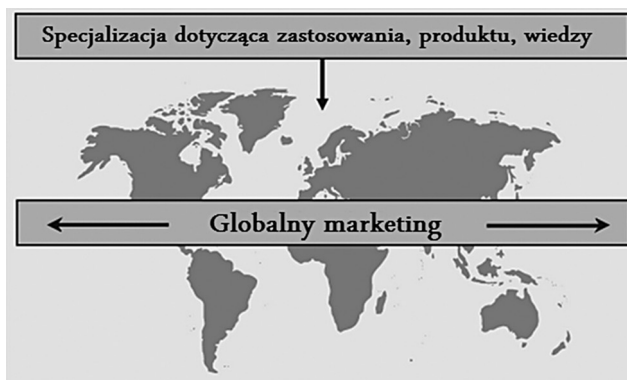 Specjalizacja dotycząca zastosowania, produktu, wiedzy
Globalny marketing